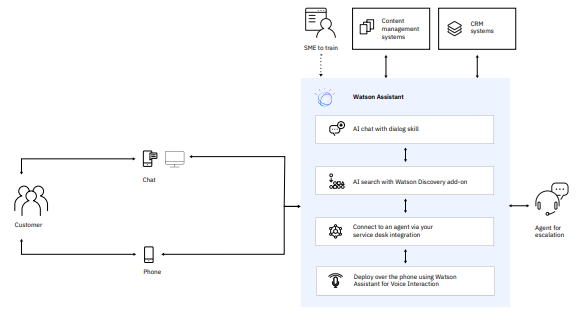 Content
management
systems
CRM
systems
SME to train
Watson Assistant
AI chat with dialog skill
AI search with Watson Discovery add-on
Connect to an agent via your
service desk integration
Deploy over the phone using Watson
Assistant for Voice Interaction
Chat
Customer
Phone
Agent for
escalation